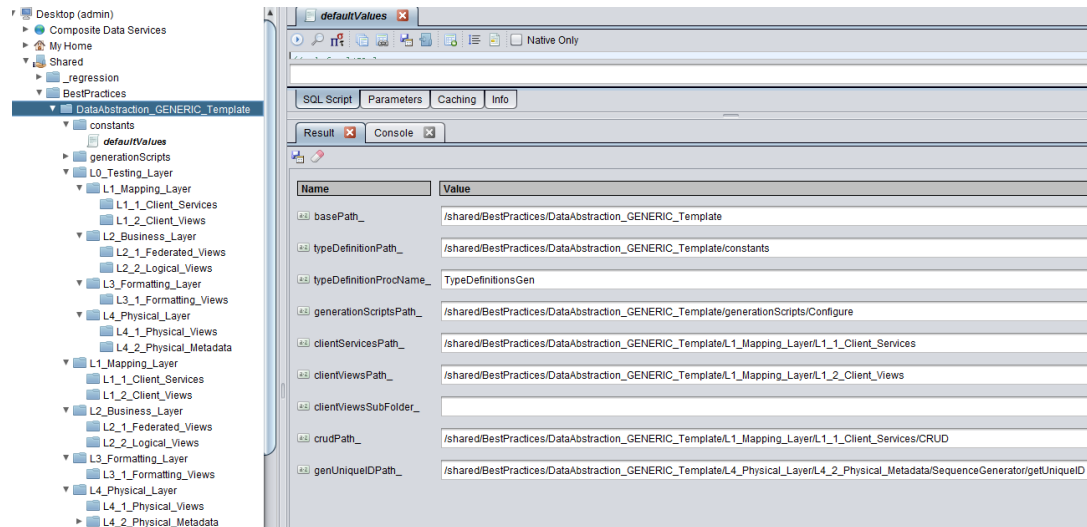 Desktop (admin)
Composite Data Services
My Home
Shared
_regression
BestPractices
DataAbstraction_GENERIC_Template
constants
defaultValues
generationScripts
L0_Testing_Layer
L1_Mapping_Layer
L1_1_Client_Services
L1_2_Client_Views
L2_Business_Layer
L2_1_Federated_Views
L2_2_Logical_Views
L3_Formatting_Layer
L3_1_Formatting_Views
L4_Physical_Layer
L4_1_Physical_Views
L4_2_Physical_Metadata
L1_Mapping_Layer
L1_1_Client_Services
L1_2_Client_Views
L2_Business_Layer
L2_1_Federated_Views
L2_2_Logical_Views
L3_Formatting_Layer
L3_1_Formatting_Views
L4_Physical_Layer
L4_1_Physical_Views
L4_2_Physical_Metadata
defaultValues
Native Only
SQL Script Parameters Caching Info
Result Console
Name Value
basePath_ /shared/BestPractices/DataAbstraction_GENERIC_Template
typeDefinitionPath_ /shared/BestPractices/DataAbstraction_GENERIC_Template/constants
typeDefinitionProcName_ TypeDefinitionsGen
generationScriptsPath_ /shared/BestPractices/DataAbstraction_GENERIC_Template/generationScripts/Configure
clientServicesPath_ /shared/BestPractices/DataAbstraction_GENERIC_Template/L1_Mapping_Layer/L1_1_Client_Services
clientViewsPath_ /shared/BestPractices/DataAbstraction_GENERIC_Template/L1_Mapping_Layer/L1_2_Client_Views
clientViewsSubFolder_
crudPath_ /shared/BestPractices/DataAbstraction_GENERIC_Template/L1_Mapping_Layer/L1_1_Client_Services/CRUD
genUniqueIDPath_ /shared/BestPractices/DataAbstraction_GENERIC_Template/L4_Physical_Layer/L4_2_Physical_Metadata/SequenceGenerator/getUniqueID